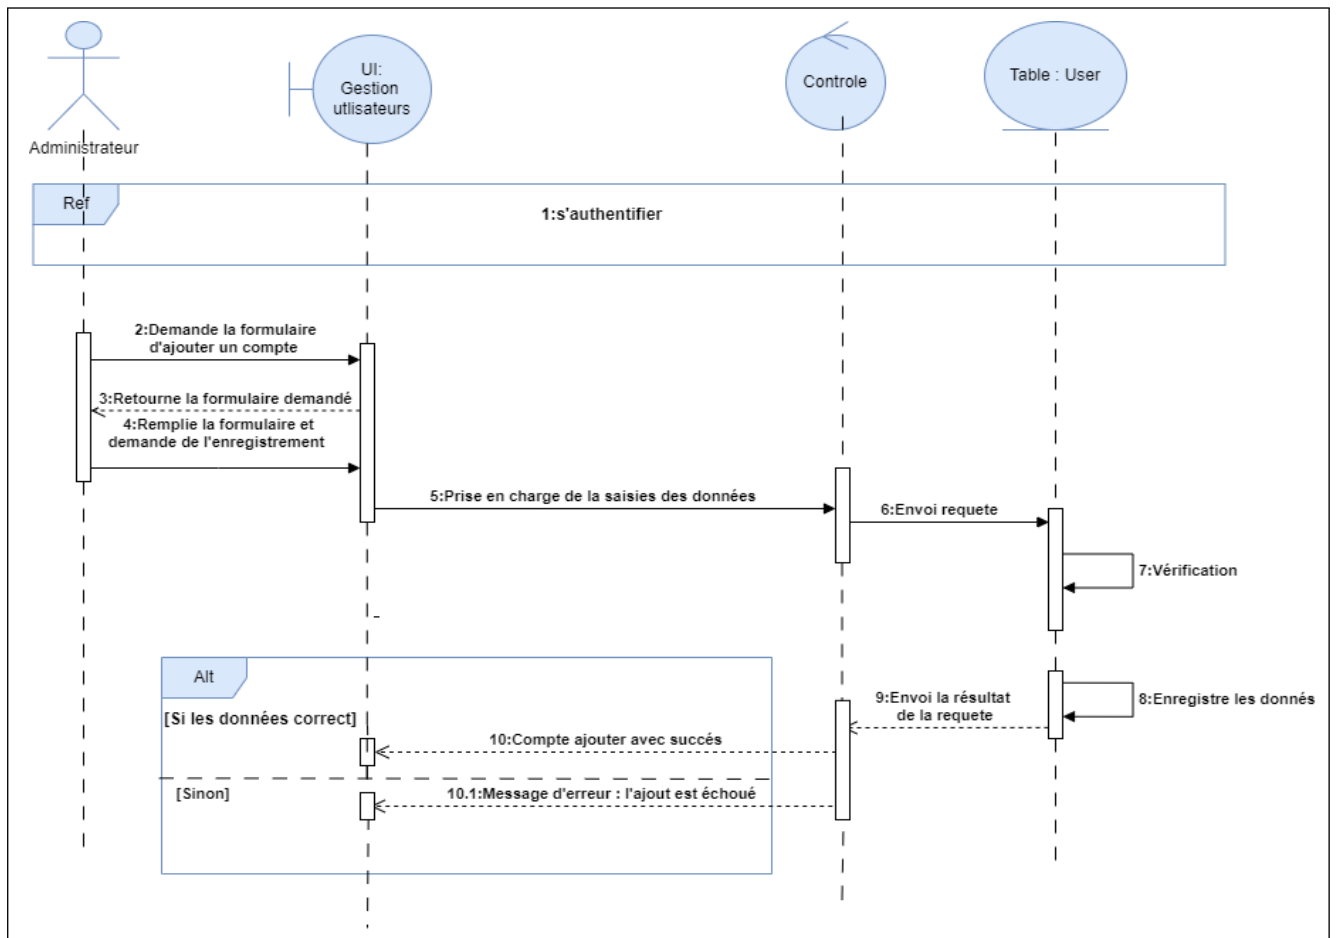 UI:
Gestion
utlisateurs
Controle
Table : User
Administrateur
Ref
1:s'authentifier
2:Demande la formulaire
d'ajouter un compte
3:Retourne la formulaire demandé
4:Remplie la formulaire et
demande de l'enregistrement
5:Prise en charge de la saisies des données
6:Envoi requete
7:Vérification
Alt
9:Envoi la résultat
de la requete
8:Enregistre les donnés
[Si les données correct]
10:Compte ajouter avec succés
[Sinon]
10.1:Message d'erreur : l'ajout est échoué